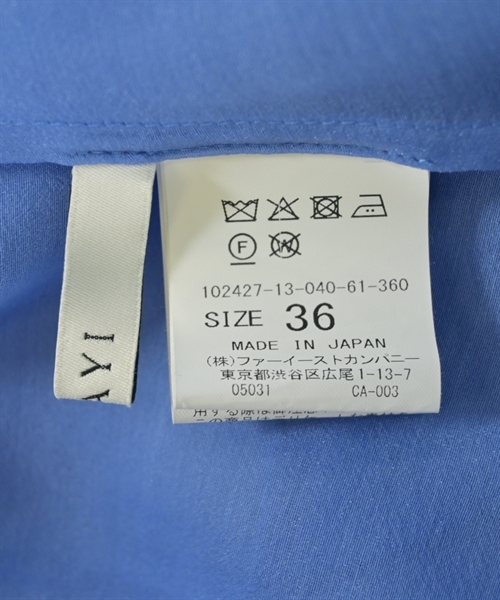 F
W
102427-13-040-61-360
SIZE 36
MADE IN JAPAN
(株)ファーイーストカンパニー
東京都渋谷区広尾1-13-7
05031 CA-003
AYI